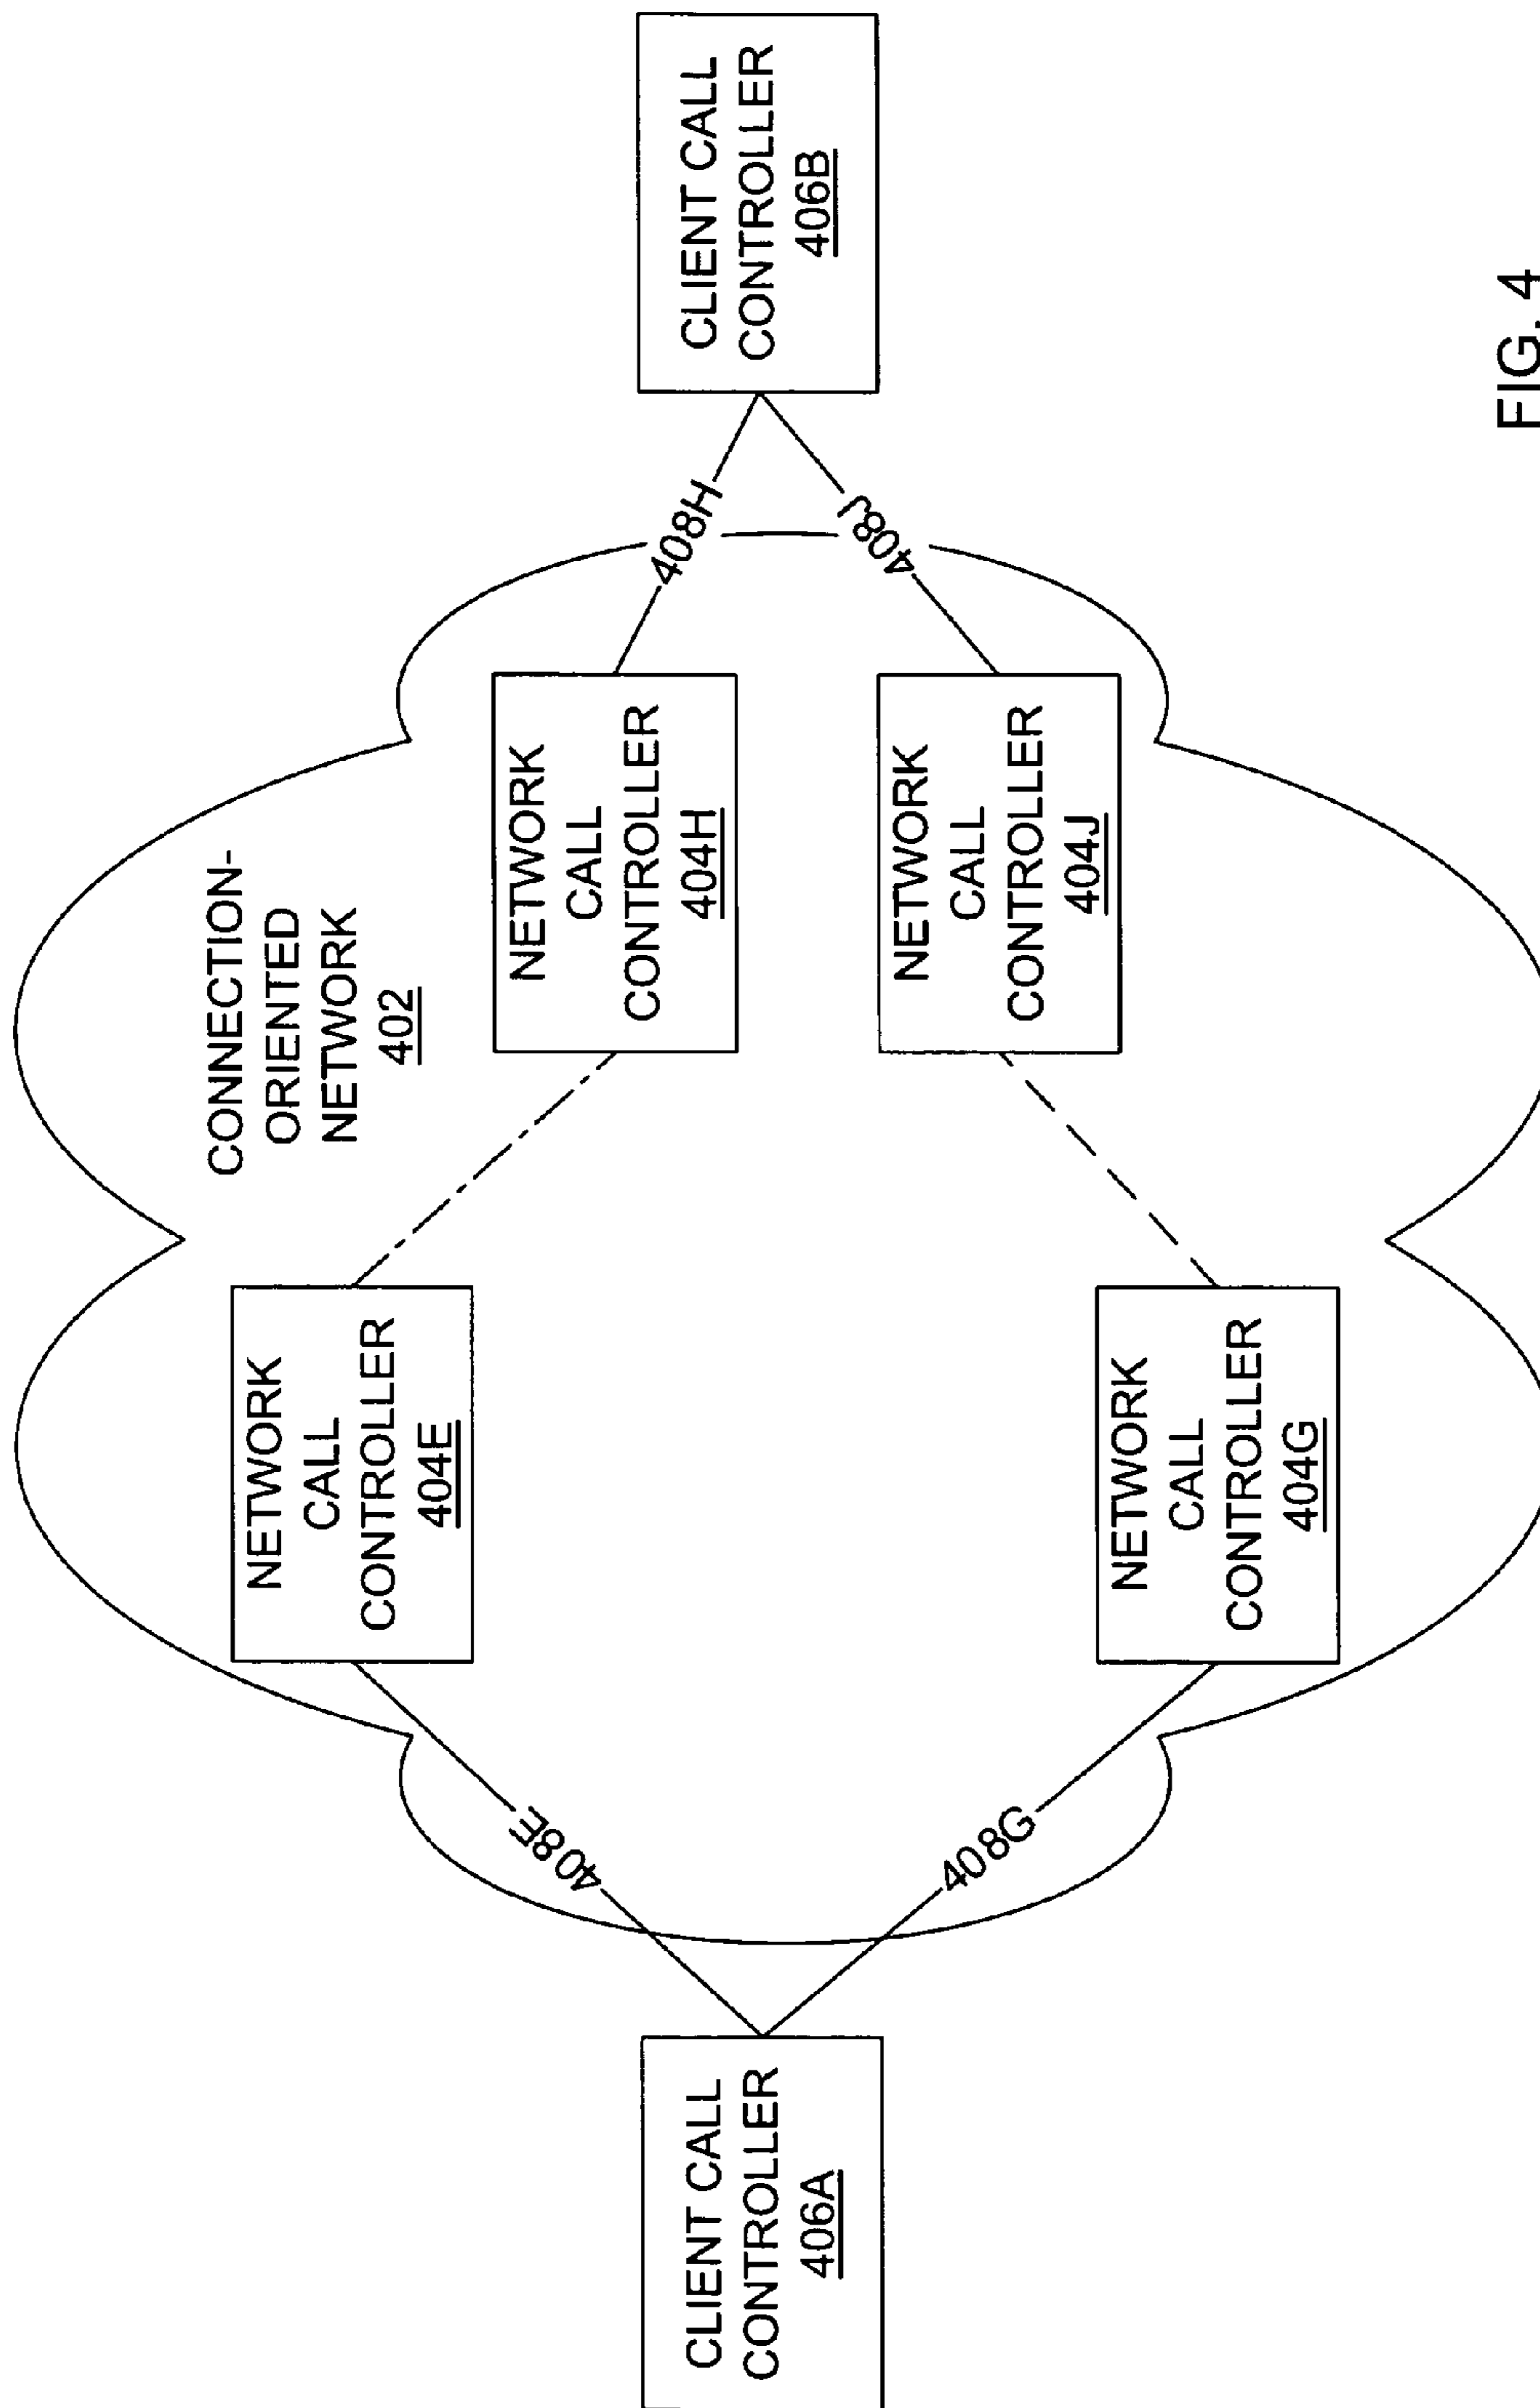 CONNECTION-
ORIENTED
NETWORK
402
NETWORK
CALL
CONTROLLER
404E
NETWORK
CALL
CONTROLLER
404H
408E
408H
CLIENT CALL
CONTROLLER
406A
CLIENT CALL
CONTROLLER
406B
408G
408J
NETWORK
CALL
CONTROLLER
404G
NETWORK
CALL
CONTROLLER
404J
FIG. 4